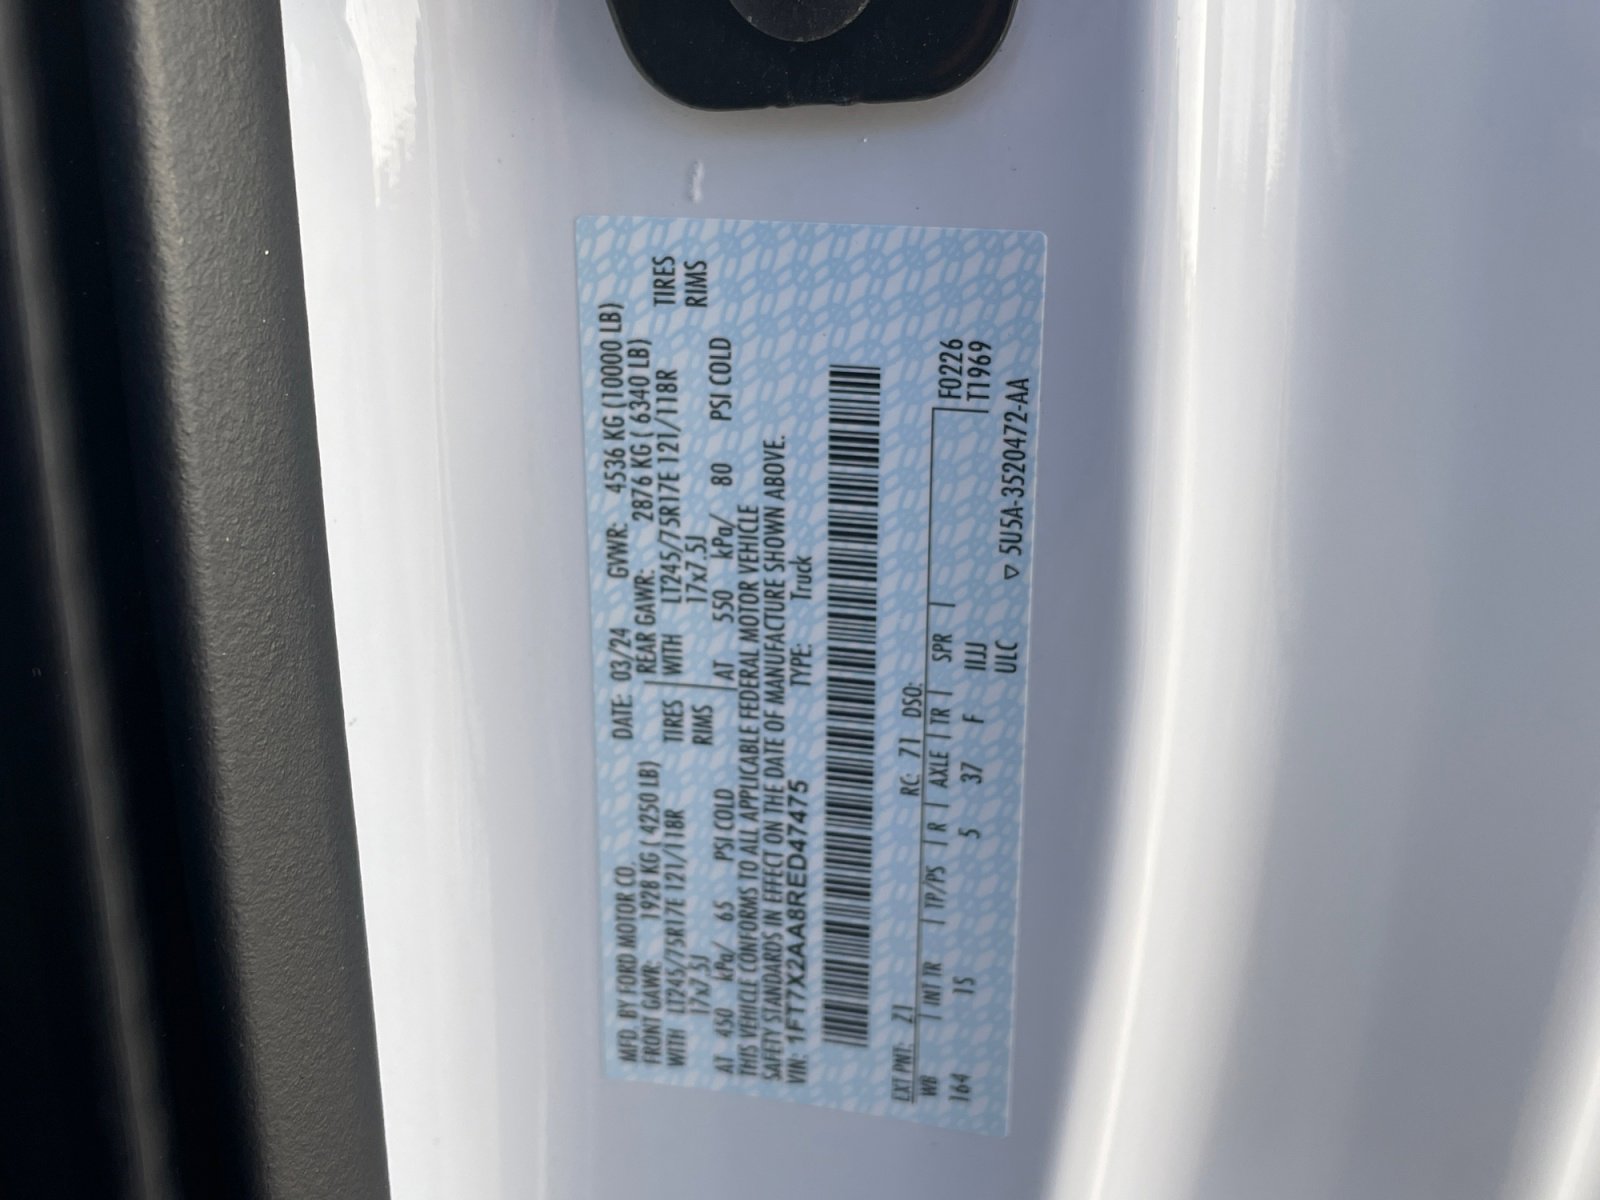 MFD. BY FORD MOTOR CO. DATE: 03/24 GVWR: 4536 KG (10000 LB)
FRONT GAWR: 1928 KG ( 4250 LB) REAR GAWR: 2876 KG ( 6340 LB)
WITH LT245/75R17E 121/118R TIRES WITH LT245/75R17E 121/118R TIRES
17x7.5J RIMS 17x7.5J RIMS
AT 450 kPa/ 65 PSI COLD AT 550 kPa/ 80 PSI COLD
THIS VEHICLE CONFORMS TO ALL APPLICABLE FEDERAL MOTOR VEHICLE
SAFETY STANDARDS IN EFFECT ON THE DATE OF MANUFACTURE SHOWN ABOVE.
VIN: 1FT7X2AA8RED47475 TYPE: Truck
EXT PNT: Z1 RC: 71 DSO: F0226
WB INT TR TP/PS R AXLE TR SPR T1969
164 15 5 37 F IIJJ
ULC ▽ 5U5A-3520472-AA